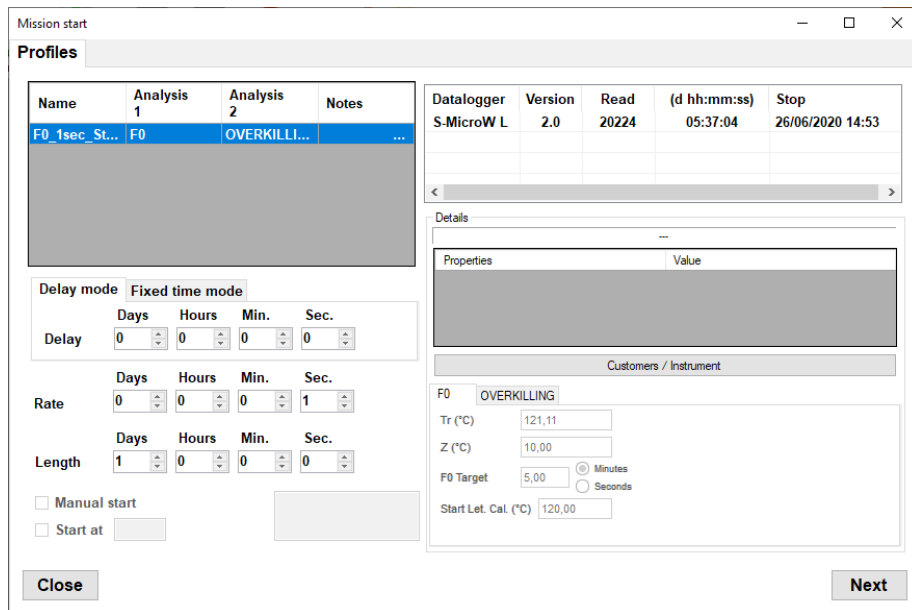 Mission start
Profiles
Name Analysis 1 Analysis 2 Notes
F0_1sec_St... F0 OVERKILLI... ...
Datalogger Version Read (d hh:mm:ss) Stop
S-MicroW L 2.0 20224 05:37:04 26/06/2020 14:53
Details
---
Properties Value
Customers / Instrument
Delay mode Fixed time mode
Days Hours Min. Sec.
Delay 0 0 0 0
Days Hours Min. Sec.
Rate 0 0 0 1
Days Hours Min. Sec.
Length 1 0 0 0
Manual start
Start at
F0 OVERKILLING
Tr (°C) 121,11
Z (°C) 10,00
F0 Target 5,00 Minutes
Seconds
Start Let. Cal. (°C) 120,00
Close Next